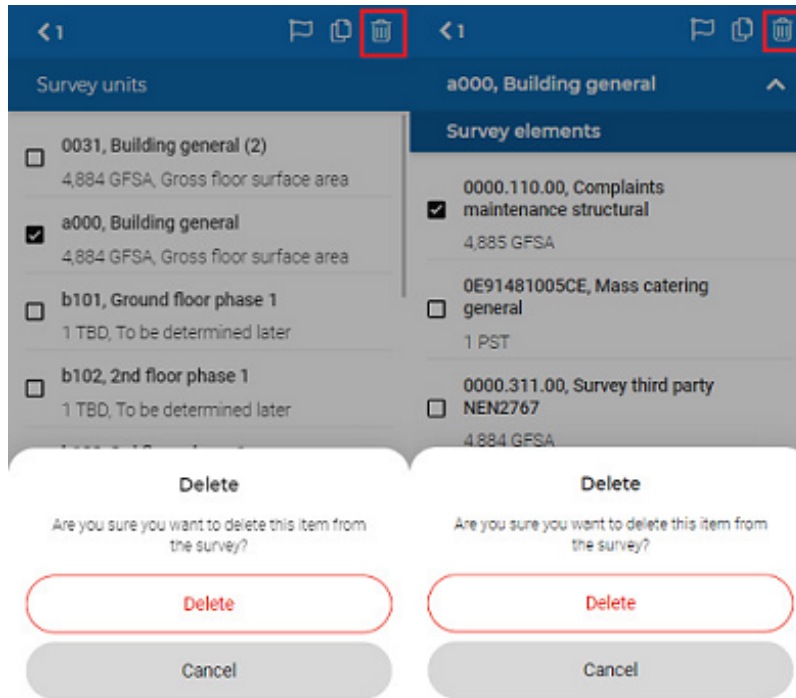 <1
Survey units
0031, Building general (2)
4,884 GFSA, Gross floor surface area
a000, Building general
4,884 GFSA, Gross floor surface area
b101, Ground floor phase 1
1 TBD, To be determined later
b102, 2nd floor phase 1
1 TBD, To be determined later
Delete
Are you sure you want to delete this item from
the survey?
Delete
Cancel
<1
a000, Building general
Survey elements
0000.110.00, Complaints
maintenance structural
4,885 GFSA
0E91481005CE, Mass catering
general
1 PST
0000.311.00, Survey third party
NEN2767
4.884 GFSA
Delete
Are you sure you want to delete this item from
the survey?
Delete
Cancel